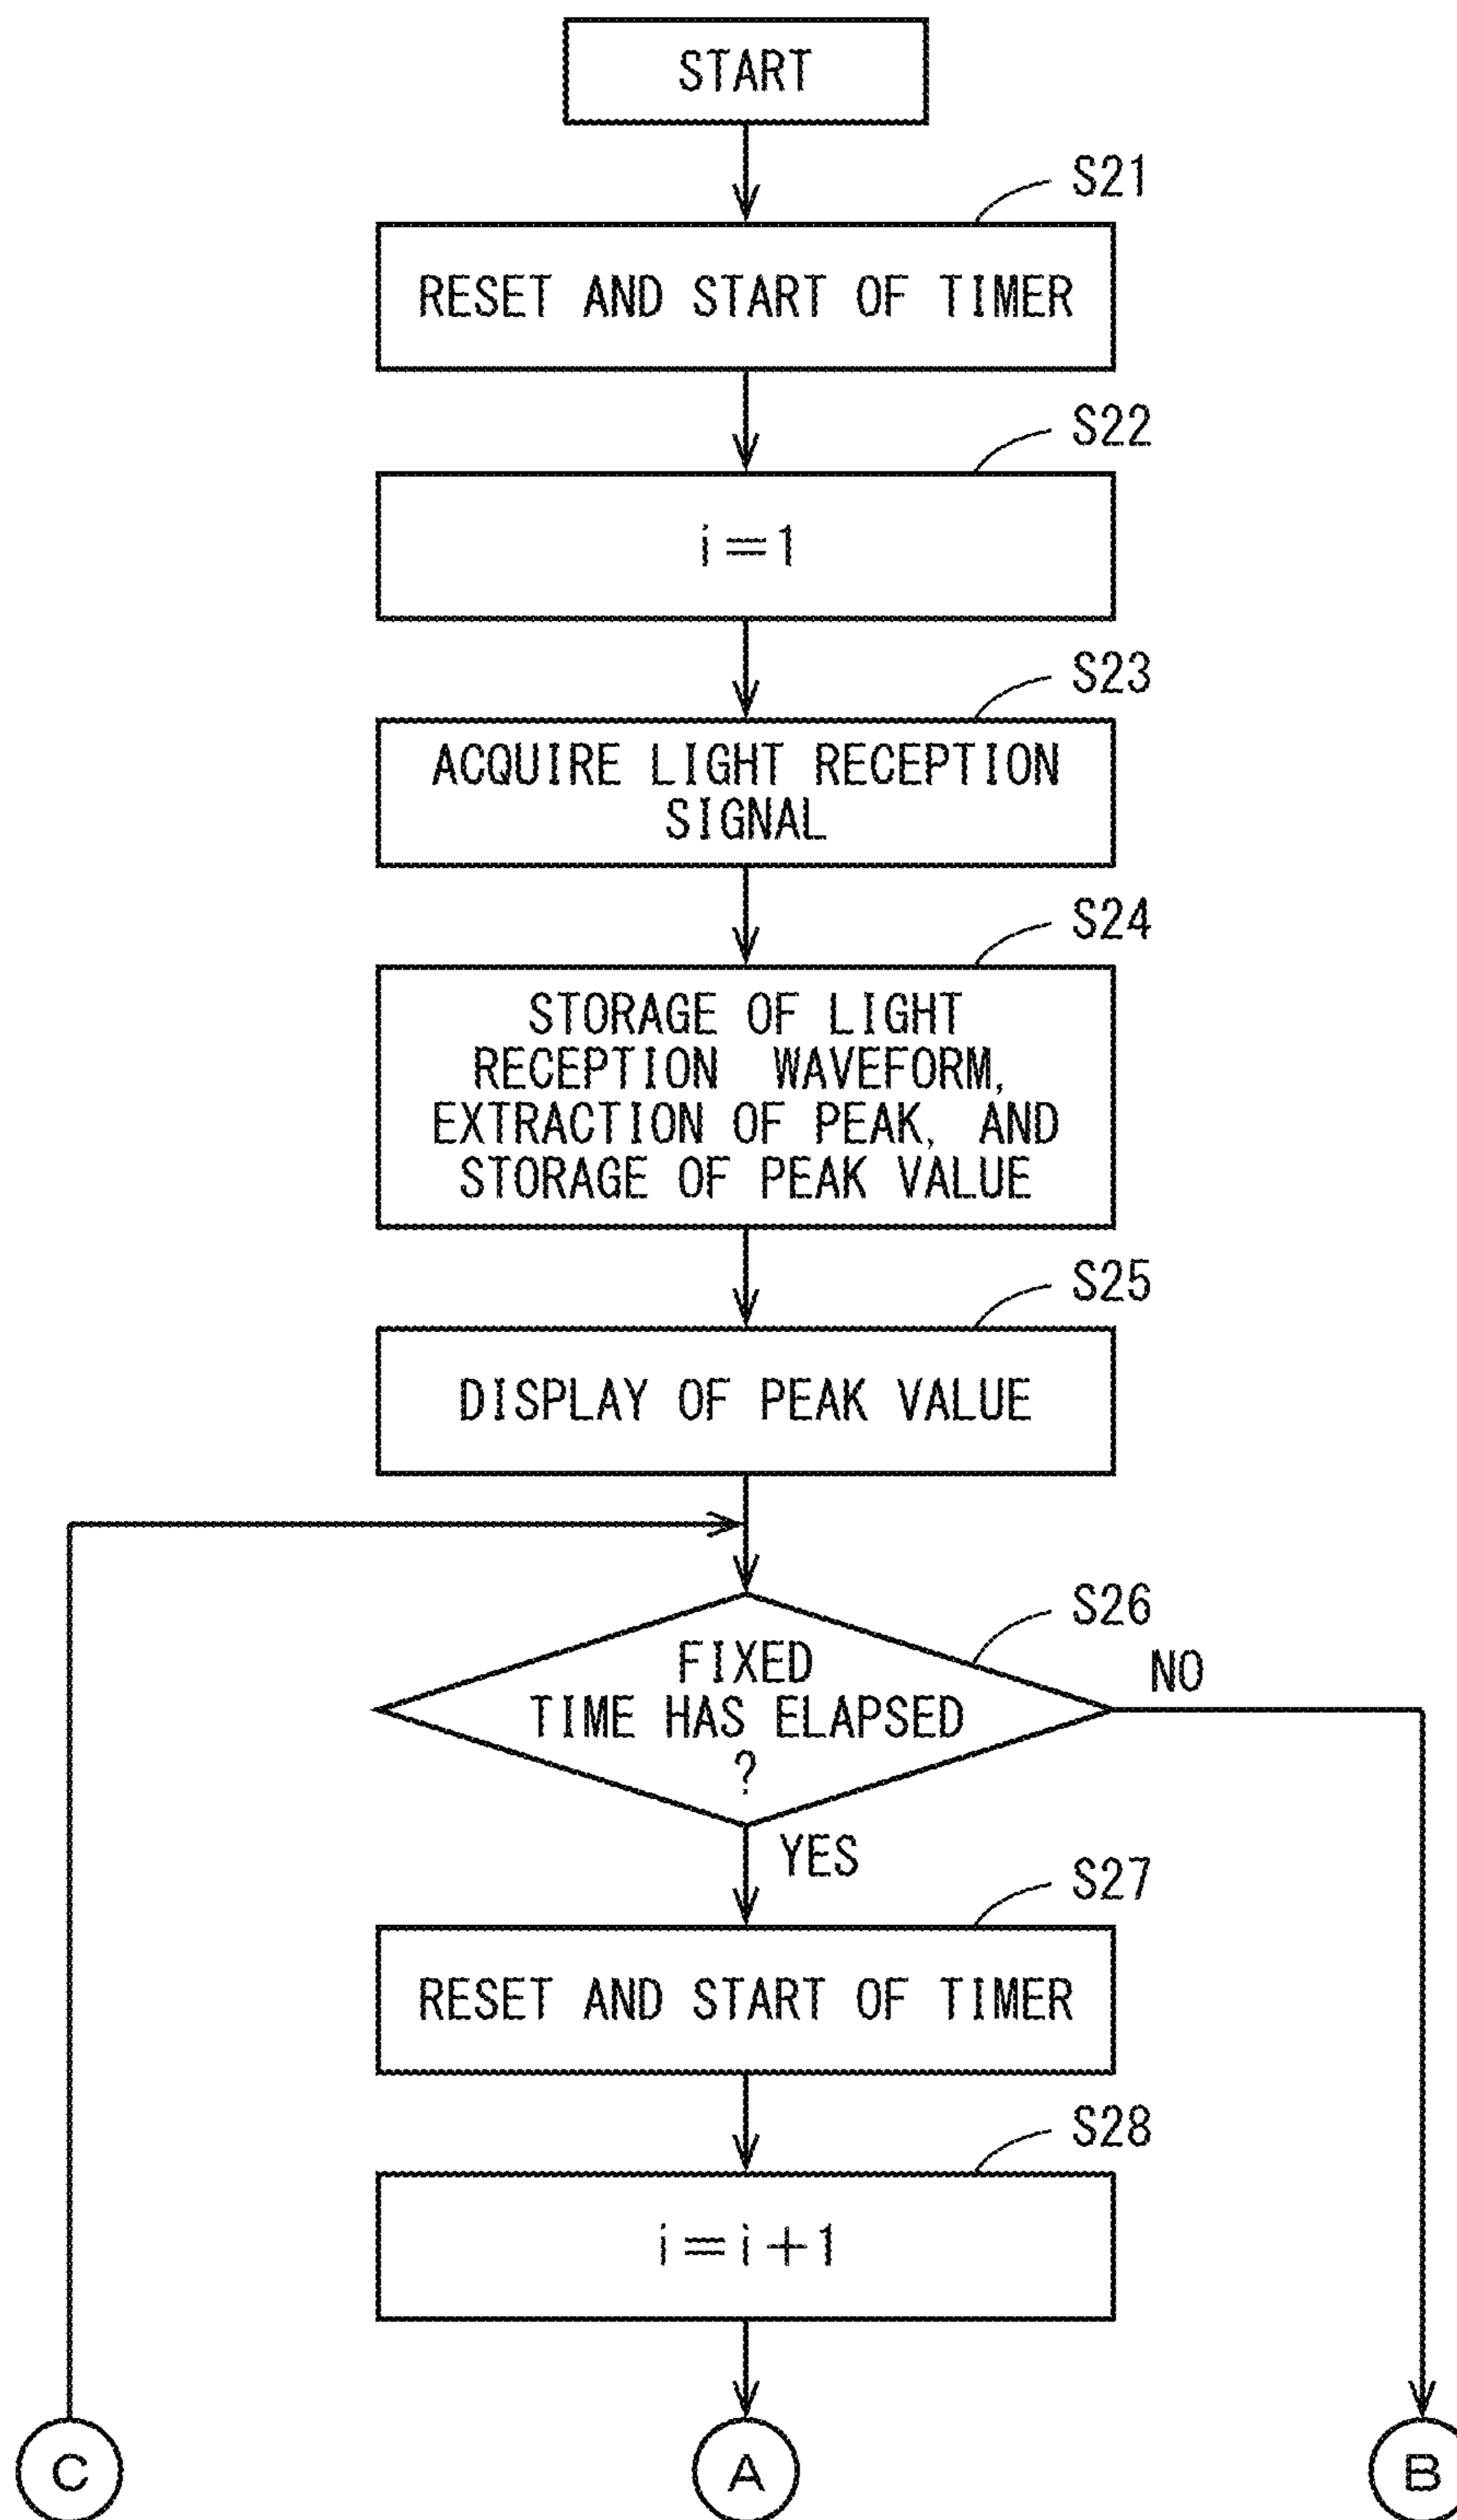 START
S21
RESET AND START OF TIMER
S22
i=1
S23
ACQUIRE LIGHT RECEPTION
SIGNAL
S24
STORAGE OF LIGHT
RECEPTION WAVEFORM,
EXTRACTION OF PEAK, AND
STORAGE OF PEAK VALUE
S25
DISPLAY OF PEAK VALUE
S26
FIXED
TIME HAS ELAPSED
?
NO
YES
S27
RESET AND START OF TIMER
S28
i=i+1
C
A
B